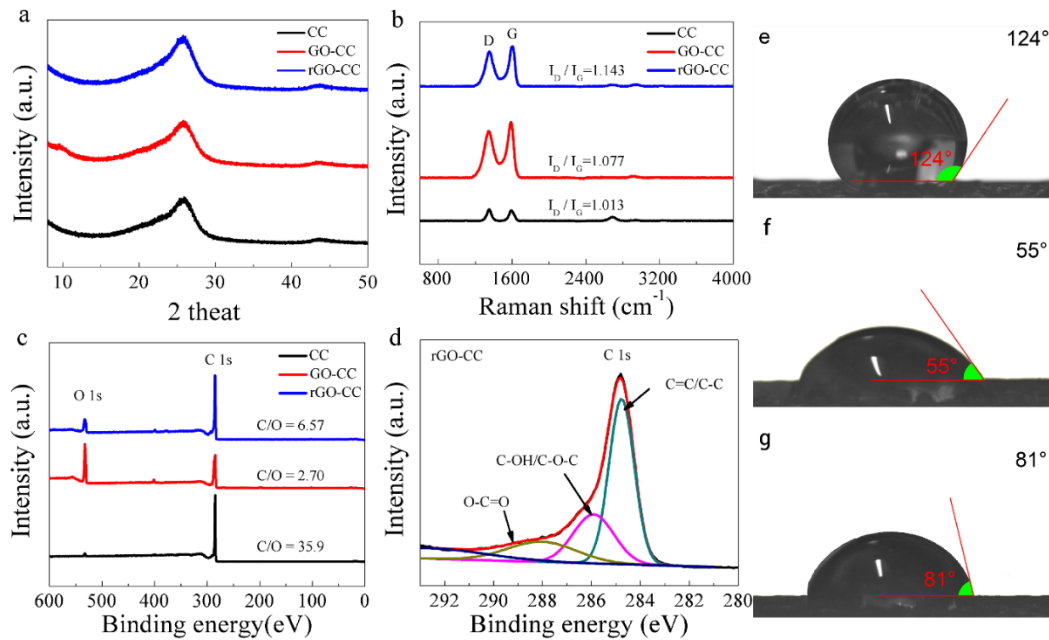 a
CC
GO-CC
rGO-CC
Intensity (a.u.)
10 20 30 40 50
2 theat
b
D G
CC
GO-CC
rGO-CC
I_D / I_G=1.143
I_D / I_G=1.077
I_D / I_G=1.013
Intensity (a.u.)
800 1600 2400 3200 4000
Raman shift (cm⁻¹)
c
CC
GO-CC
rGO-CC
C 1s
O 1s
C/O = 6.57
C/O = 2.70
C/O = 35.9
Intensity (a.u.)
600 500 400 300 200 100 0
Binding energy(eV)
d
rGO-CC
C 1s
C=C/C-C
C-OH/C-O-C
O-C=O
Intensity (a.u.)
292 290 288 286 284 282 280
Binding energy (eV)
e
124°
124°
f
55°
55°
g
81°
81°